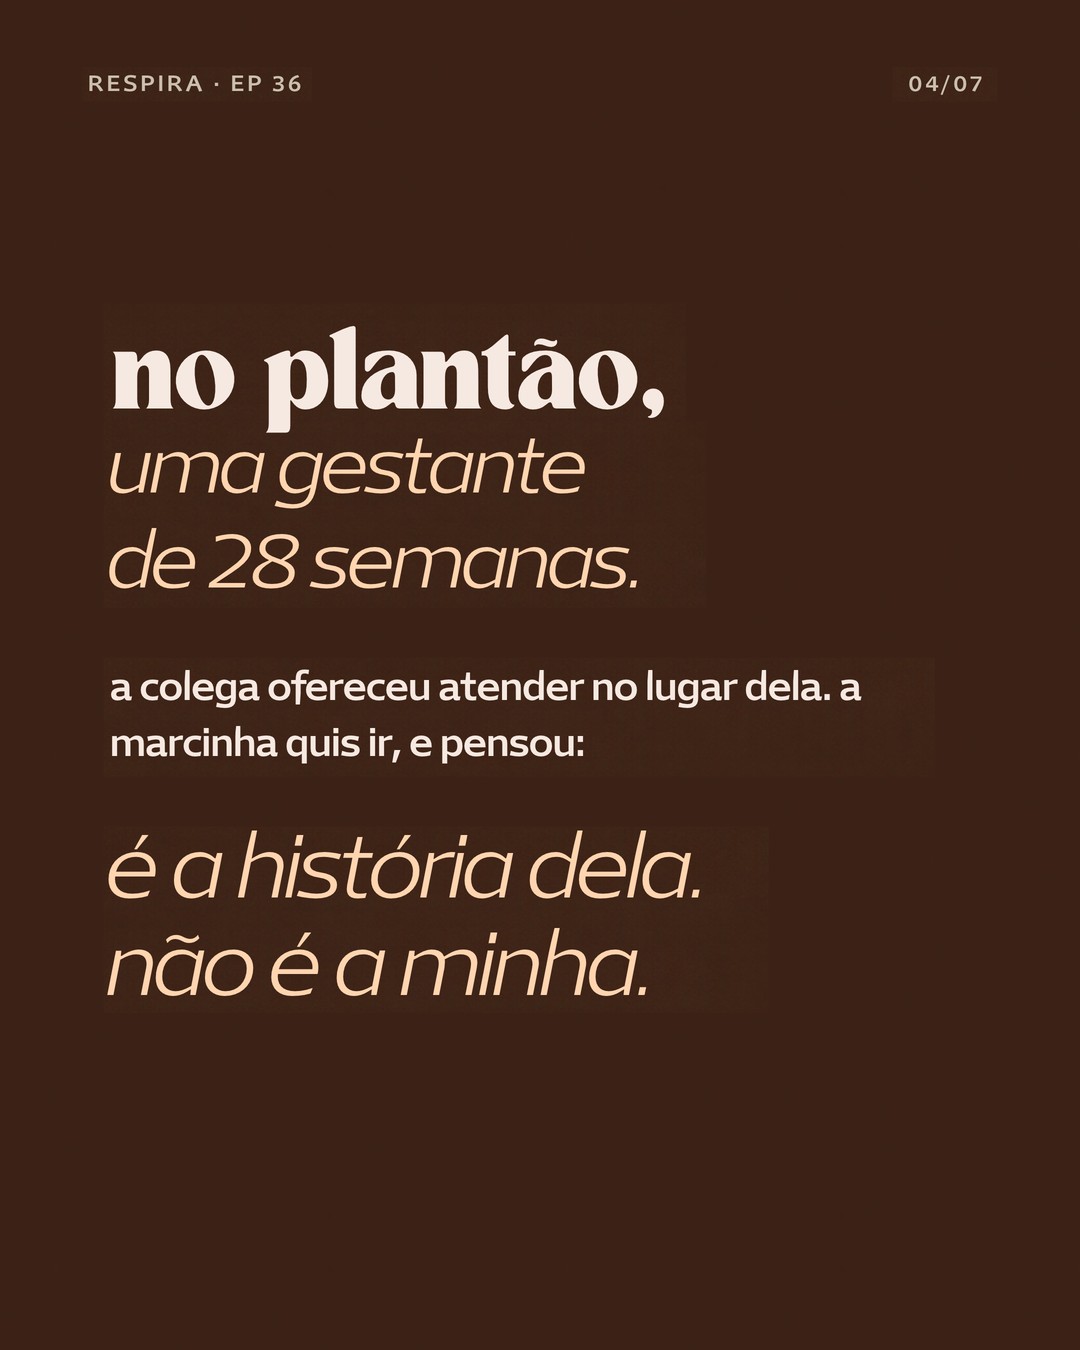 RESPIRA · EP 36
04/07
no plantão,
uma gestante
de 28 semanas.
a colega ofereceu atender no lugar dela. a
marcinha quis ir, e pensou:
é a história dela.
não é a minha.